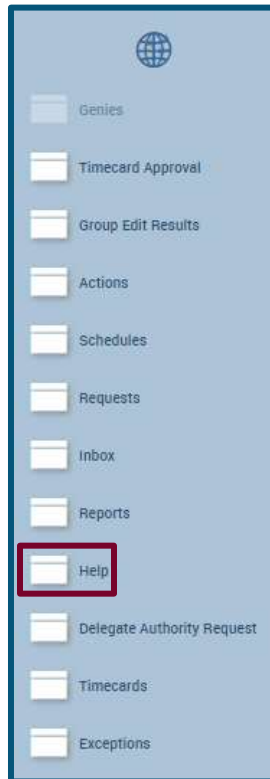 Genies
Timecard Approval
Group Edit Results
Actions
Schedules
Requests
Inbox
Reports
Help
Delegate Authority Request
Timecards
Exceptions